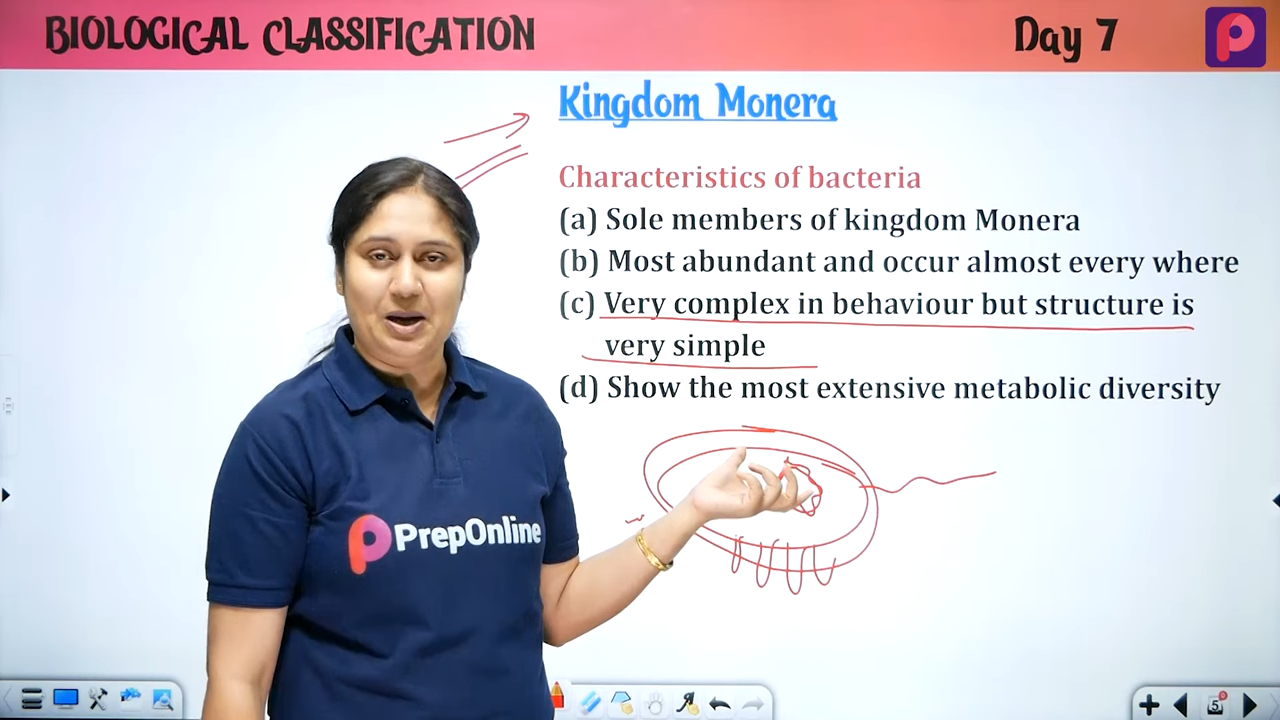 BIOLOGICAL CLASSIFICATION
Day 7
Kingdom Monera
Characteristics of bacteria
(a) Sole members of kingdom Monera
(b) Most abundant and occur almost every where
(c) Very complex in behaviour but structure is
very simple
(d) Show the most extensive metabolic diversity
PrepOnline
5